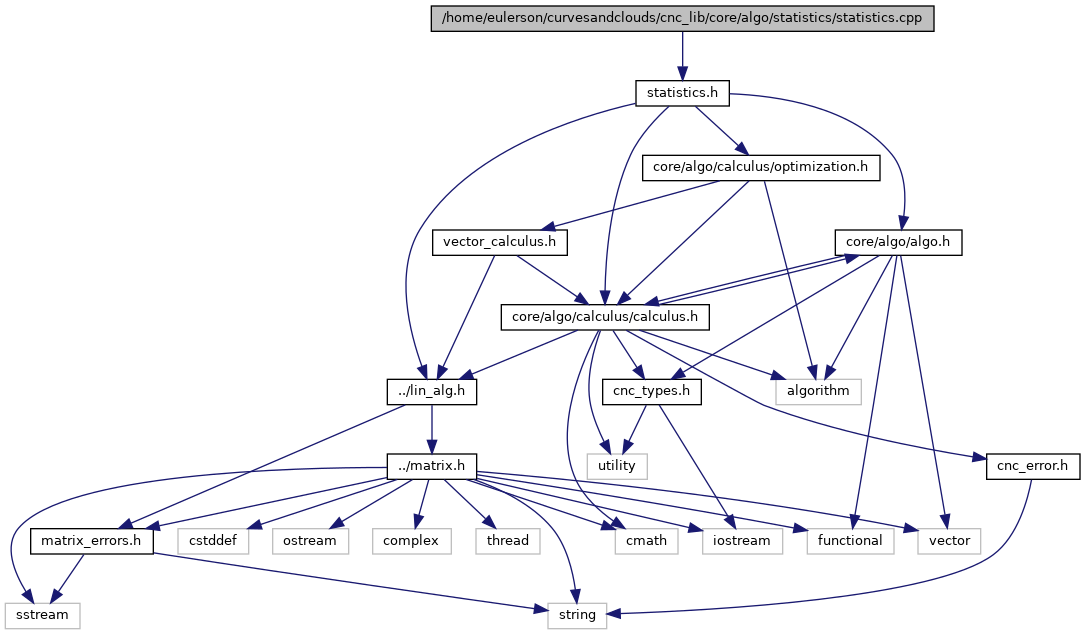 /home/eulerson/curvesandclouds/cnc_lib/core/algo/statistics/statistics.cpp
statistics.h
core/algo/calculus/optimization.h
vector_calculus.h
core/algo/algo.h
core/algo/calculus/calculus.h
../lin_alg.h
cnc_types.h
algorithm
../matrix.h
utility
cnc_error.h
matrix_errors.h
cstddef
ostream
complex
thread
cmath
iostream
functional
vector
sstream
string